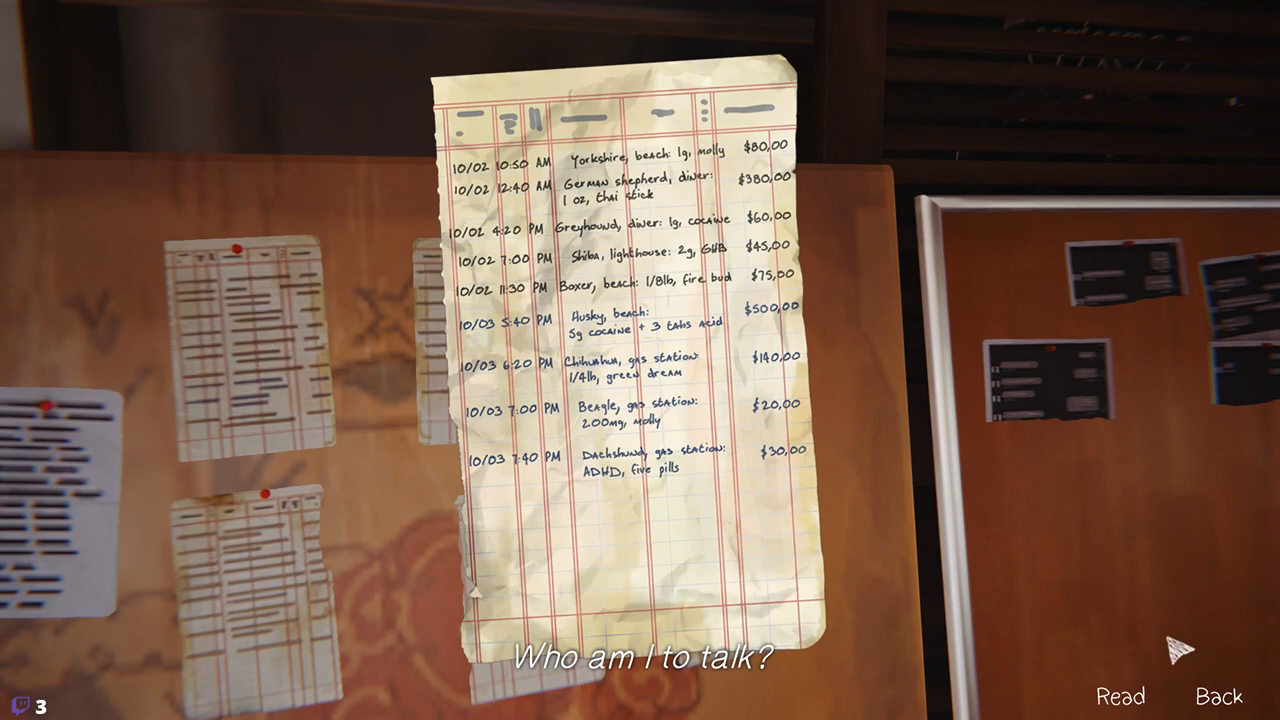 10/02 10:50 AM Yorkshire, beach: 1g, molly $80,00
10/02 12:40 AM German shepherd, diner: $380,00
1 oz, thai stick
10/02 4:20 PM Greyhound, diner: 1g, cocaine $60,00
10/02 7:00 PM Shiba, lighthouse: 2g, GHB $45,00
10/02 11:30 PM Boxer, beach: 1/8lb, fire bud $75,00
10/03 5:40 PM Husky, beach: $500,00
5g cocaine + 3 tabs acid
10/03 6:20 PM Chihuahua, gas station: $140,00
1/4lb, green dream
10/03 7:00 PM Beagle, gas station: $20,00
200mg, molly
10/03 7:40 PM Dachshund, gas station: $30,00
ADHD, five pills
Who am I to talk?
Read Back
3